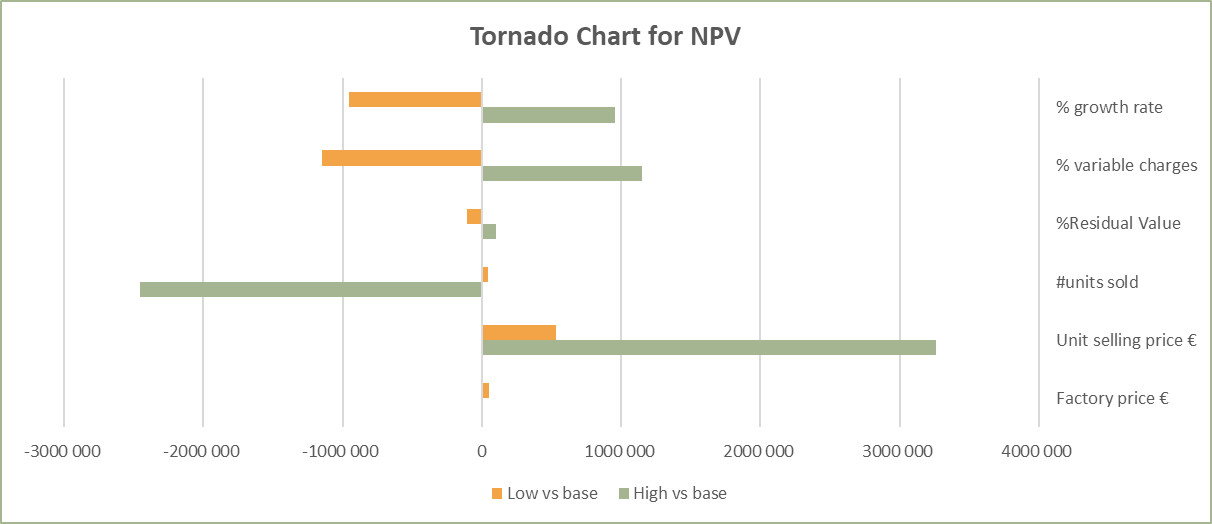 Tornado Chart for NPV
% growth rate
% variable charges
%Residual Value
#units sold
Unit selling price €
Factory price €
-3000 000 -2000 000 -1000 000 0 1000 000 2000 000 3000 000 4000 000
Low vs base High vs base